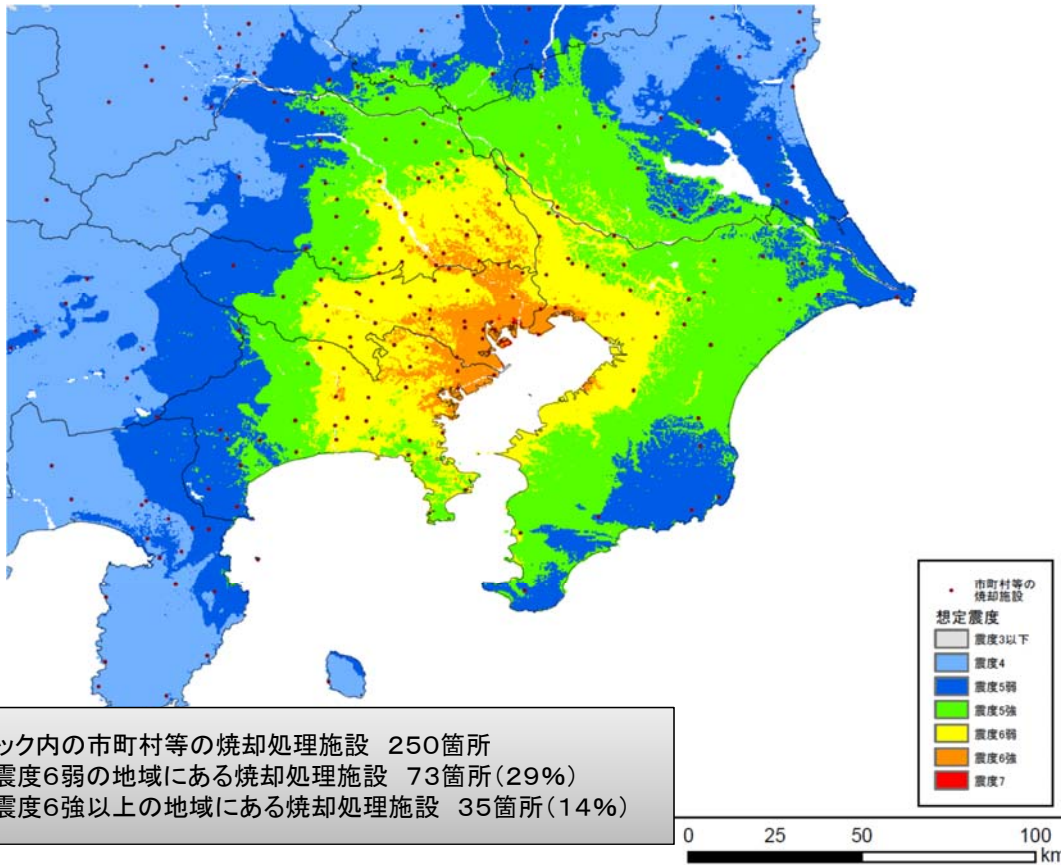 市町村等の
焼却施設
想定震度
震度3以下
震度4
震度5弱
震度5強
震度6弱
震度6強
震度7
ック内の市町村等の焼却処理施設 250箇所
震度6弱の地域にある焼却処理施設 73箇所(29%)
震度6強以上の地域にある焼却処理施設 35箇所(14%)
0 25 50 100
km